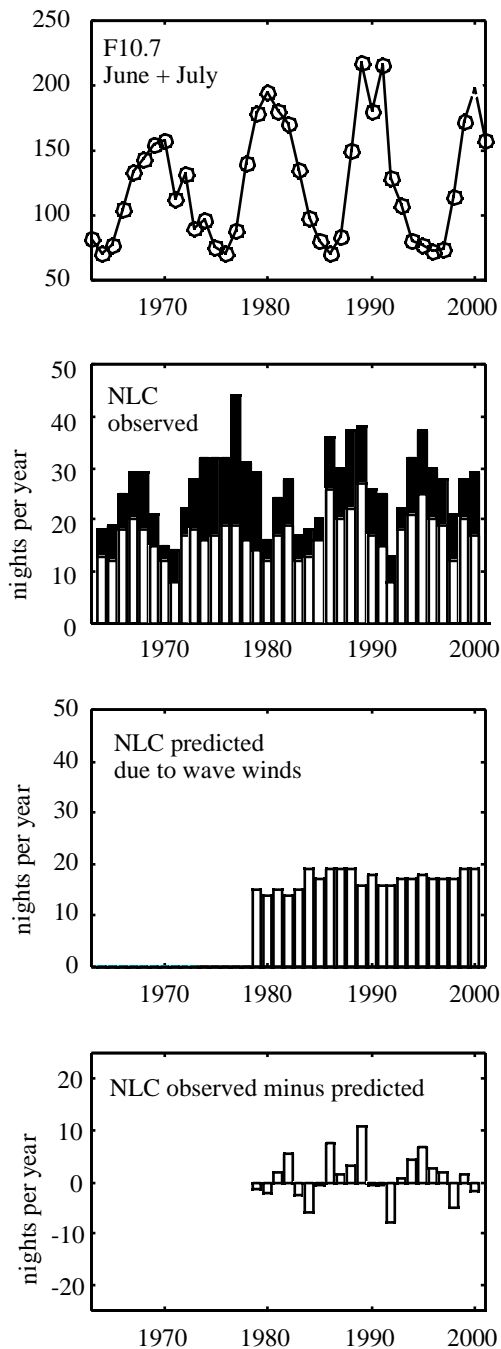 250
F10.7
June + July
200
150
100
50
1970 1980 1990 2000
50
NLC
observed
40
30
20
10
0
nights per year
1970 1980 1990 2000
50
NLC predicted
due to wave winds
40
30
20
10
0
nights per year
1970 1980 1990 2000
20
NLC observed minus predicted
10
0
-10
-20
nights per year
1970 1980 1990 2000